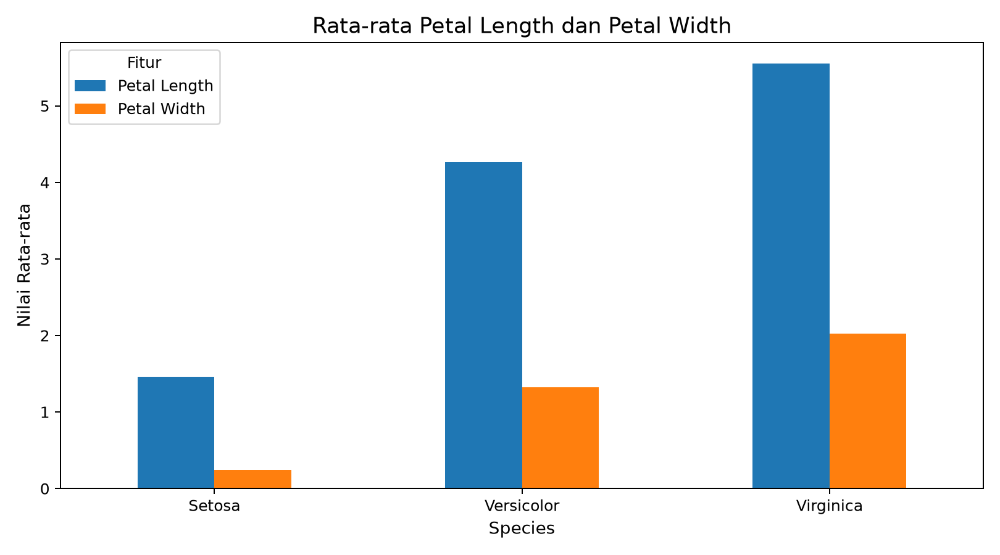 Rata-rata Petal Length dan Petal Width
Fitur
Petal Length
Petal Width
Nilai Rata-rata
5
4
3
2
1
0
Setosa
Versicolor
Virginica
Species